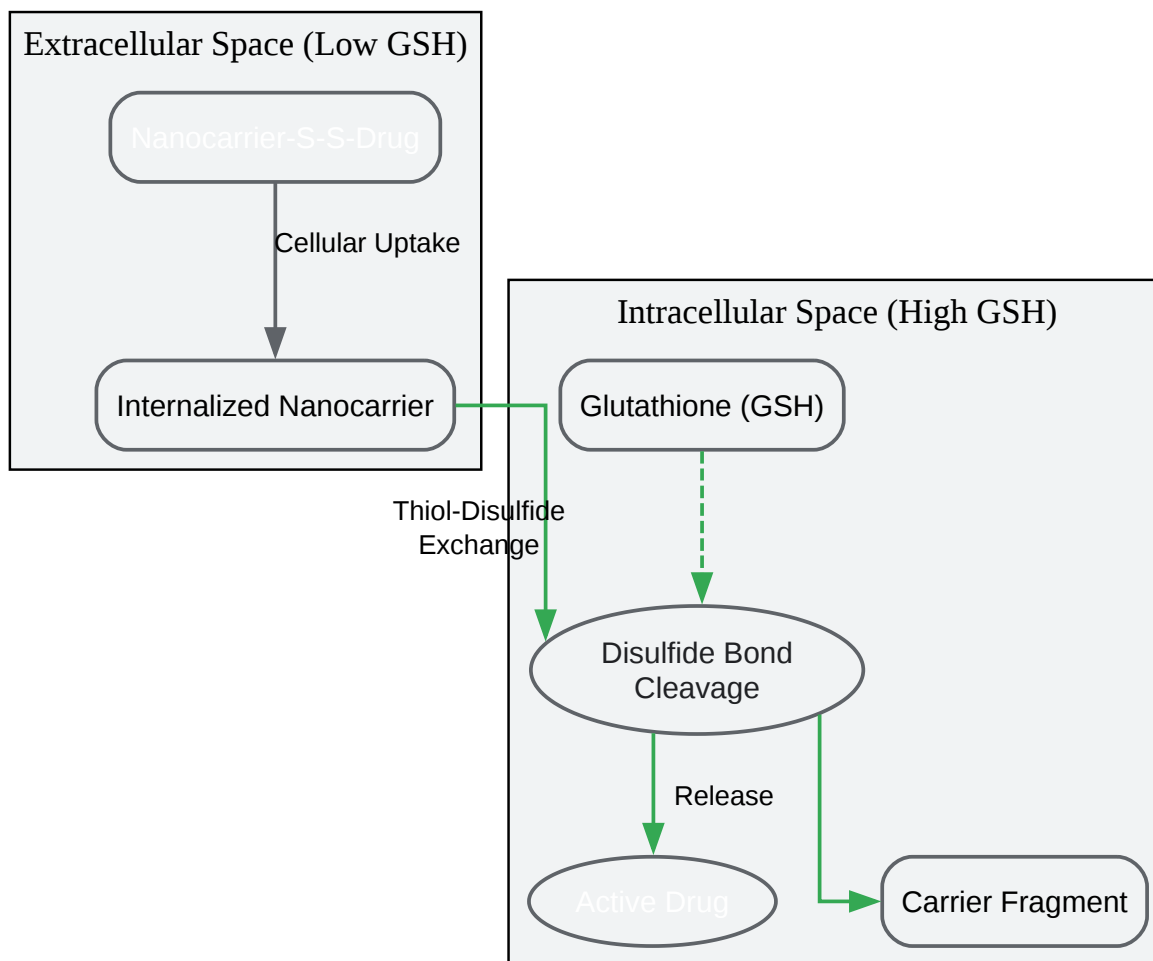 Extracellular Space (Low GSH)
Nanocarrier-S-S-Drug
Cellular Uptake
Internalized Nanocarrier
Intracellular Space (High GSH)
Glutathione (GSH)
Thiol-Disulfide
Exchange
Disulfide Bond
Cleavage
Release
Active Drug
Carrier Fragment